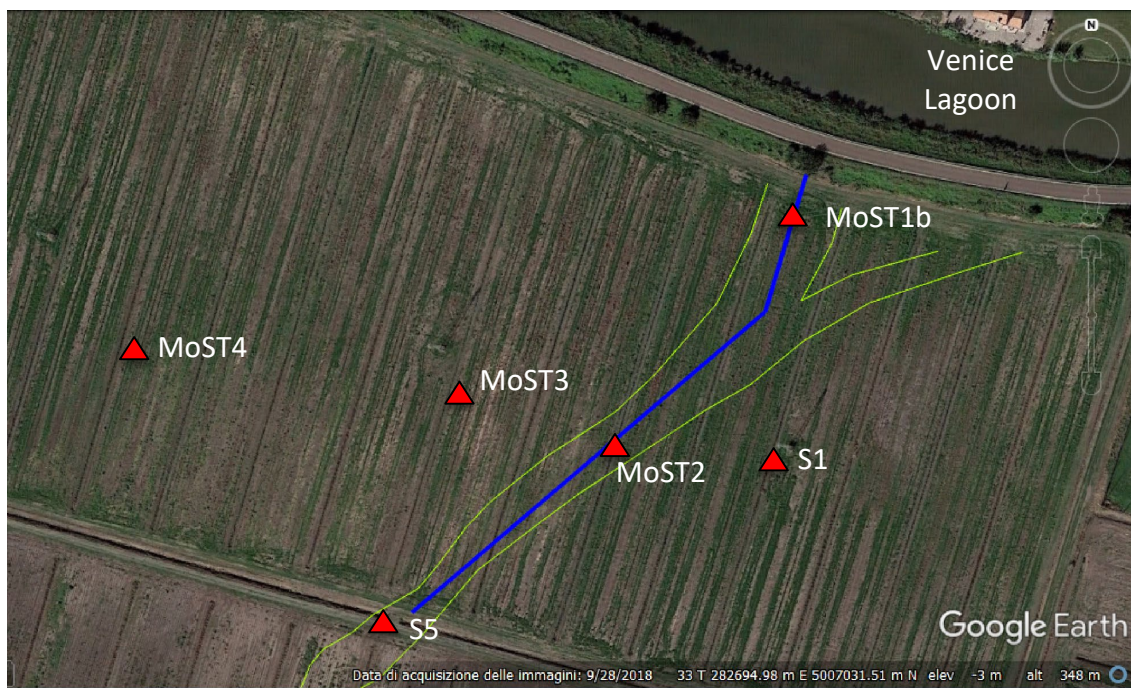 N
Venice
Lagoon
MoST1b
MoST4
MoST3
MoST2
S1
S5
Google Earth
Data di acquisizione delle immagini: 9/28/2018 33 T 282694.98 m E 5007031.51 m N elev -3 m alt 348 m